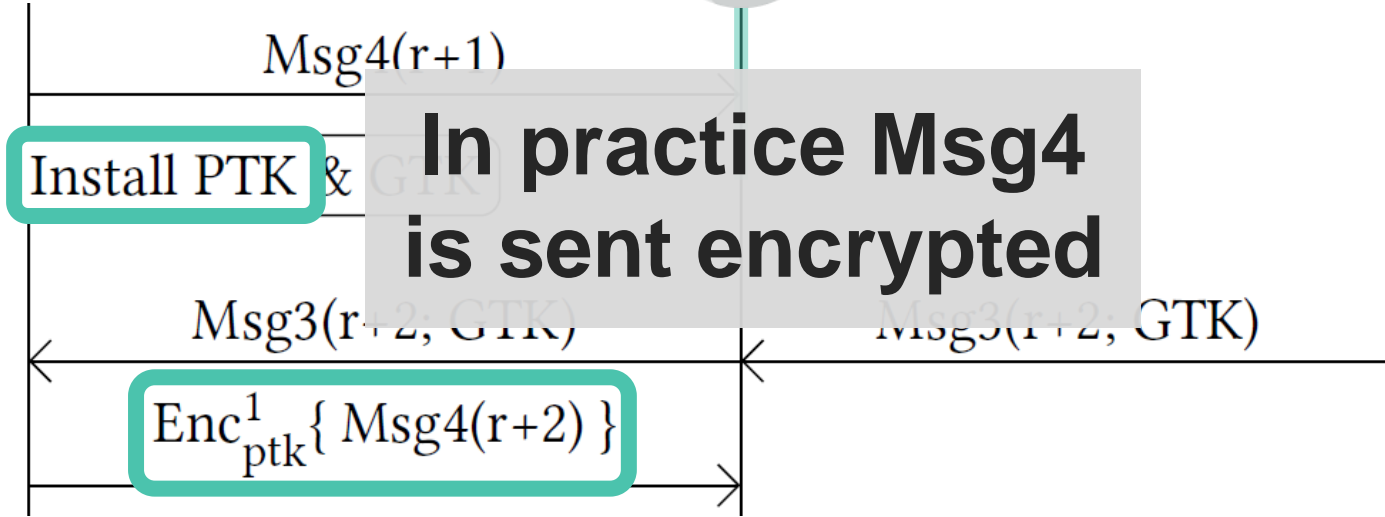 Msg4(r+1)
In practice Msg4
is sent encrypted
Install PTK & GTK
Msg3(r+2; GTK)
Msg3(r+2; GTK)
Enc¹ptk{ Msg4(r+2) }